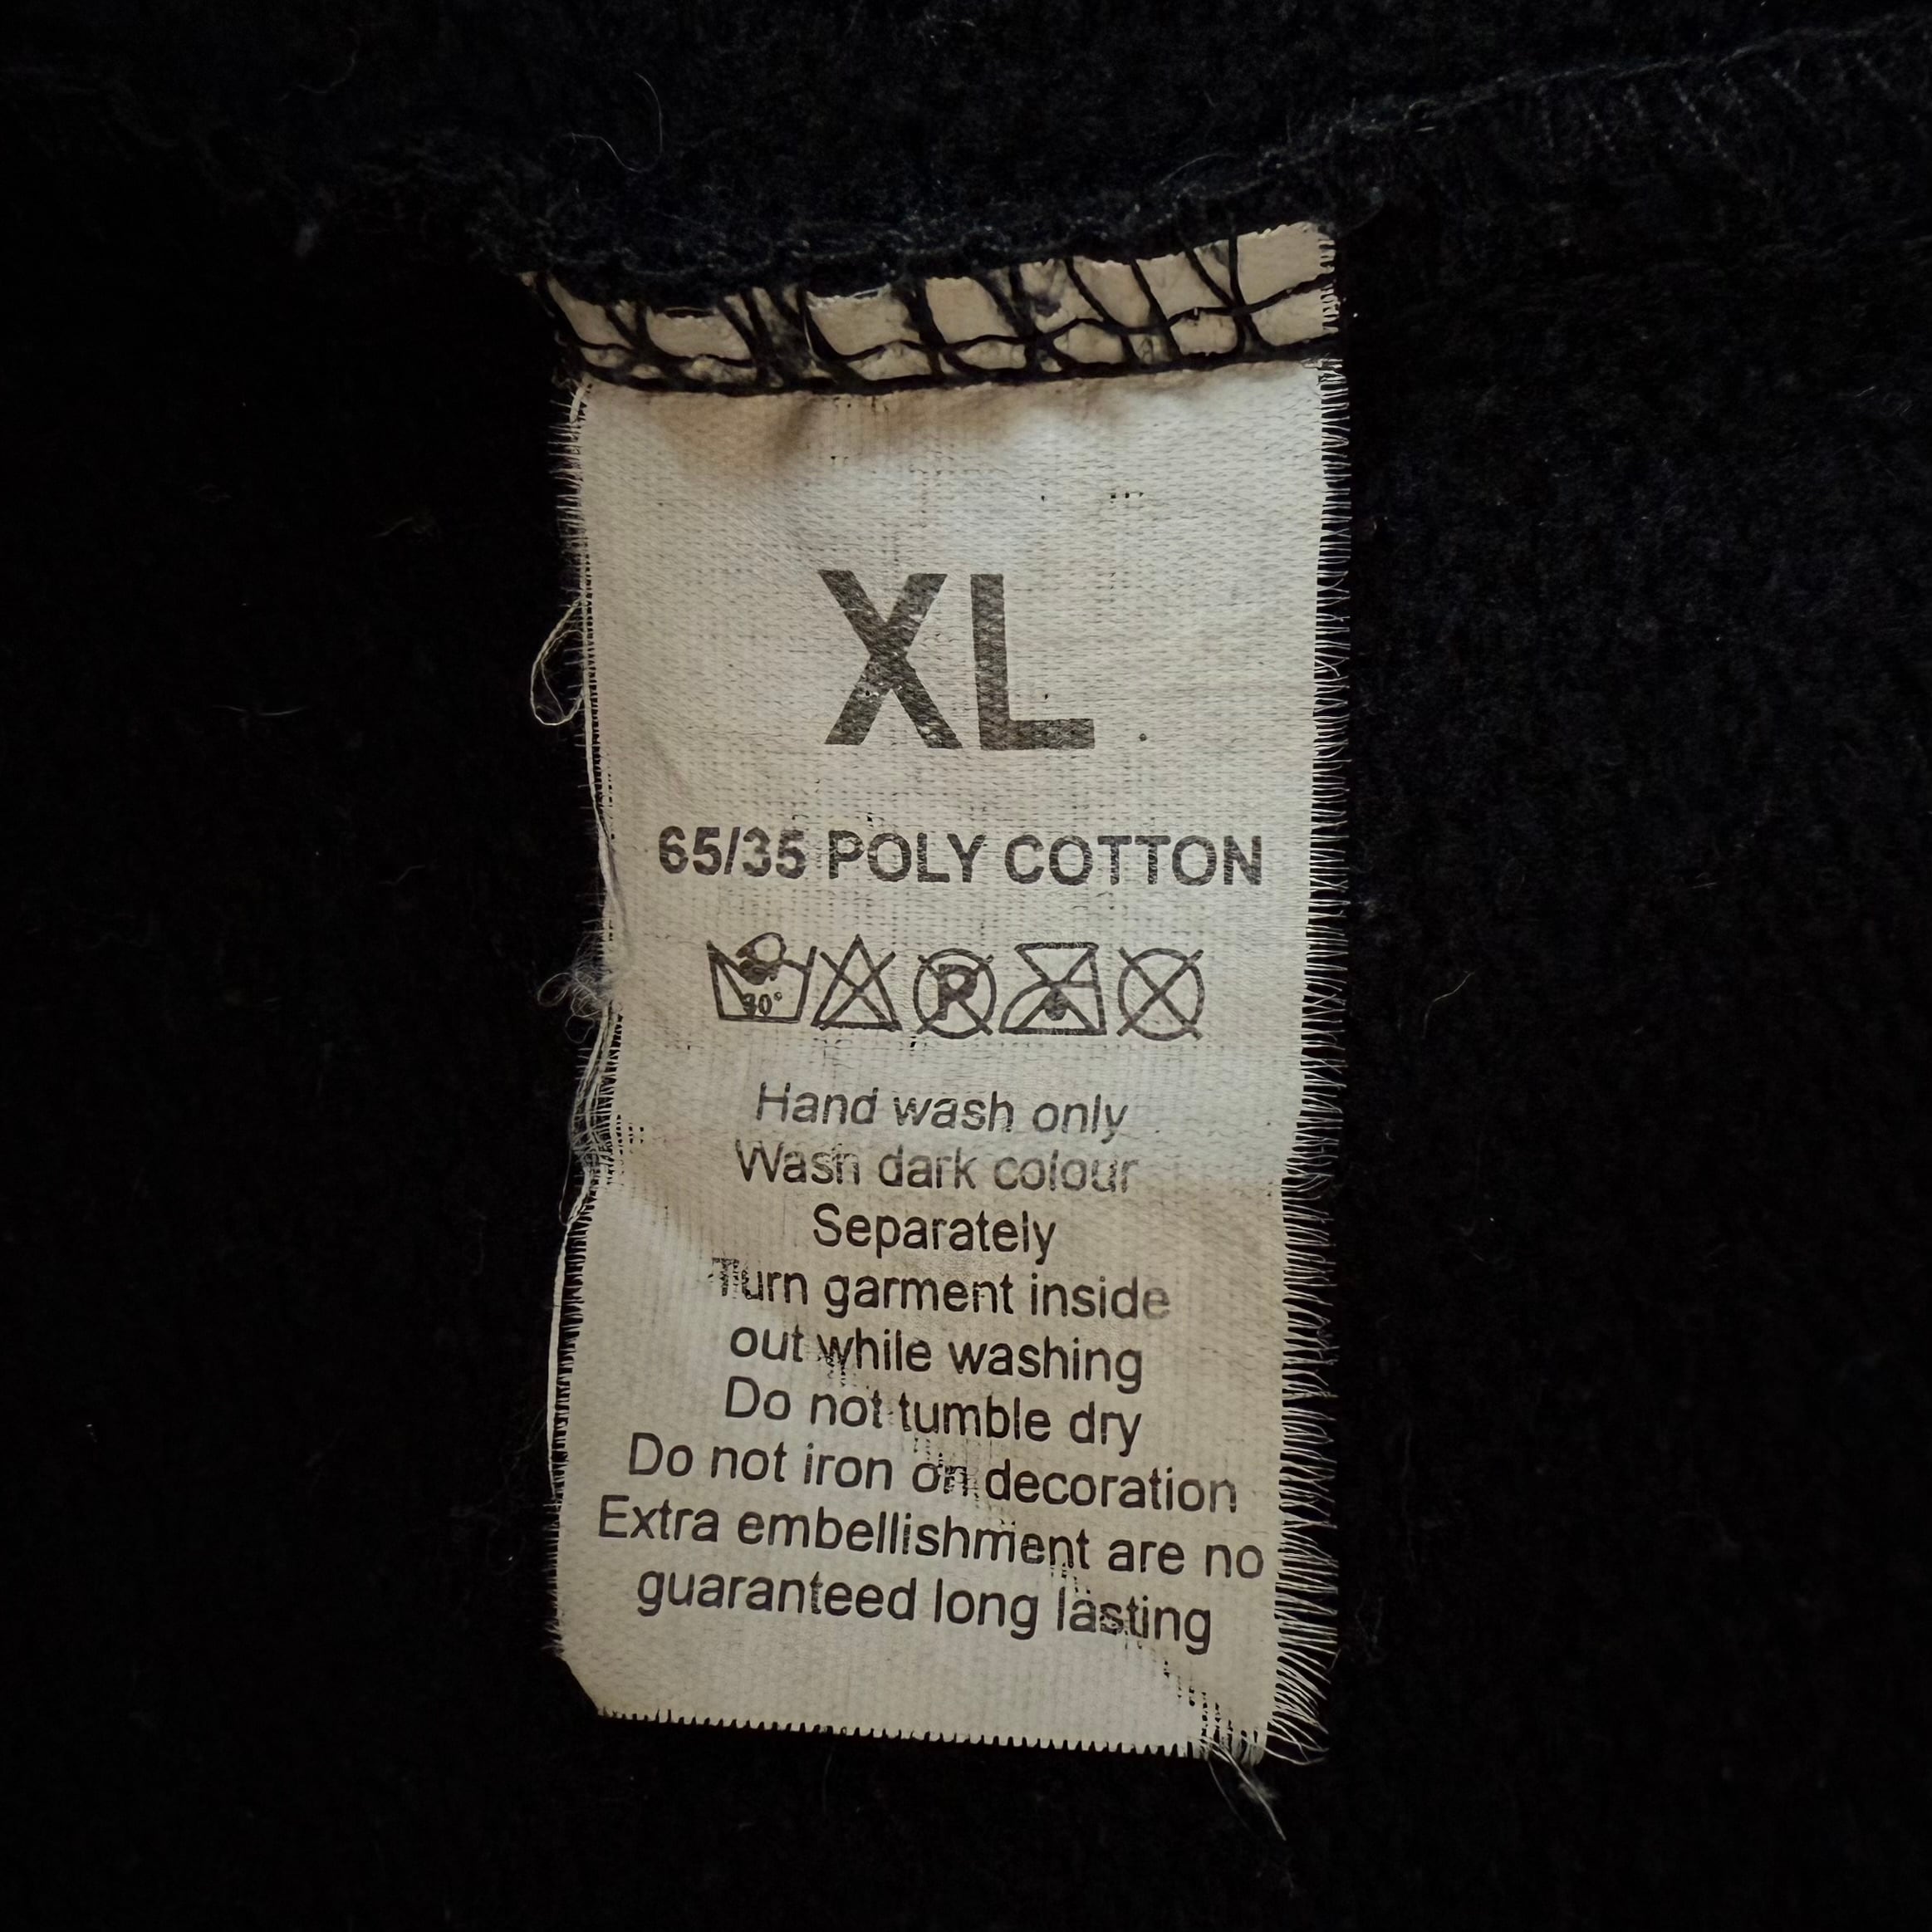 XL
65/35 POLY COTTON
30°
P
Hand wash only
Wash dark colour
Separately
Turn garment inside
out while washing
Do not tumble dry
Do not iron on decoration
Extra embellishment are no
guaranteed long lasting